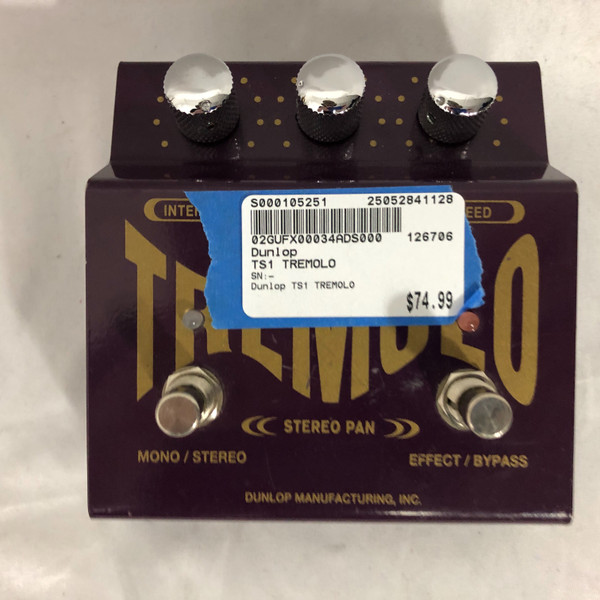 S000105251 25052841128
02GUFX00034ADS000 126706
Dunlop
TS1 TREMOLO
SN:-
Dunlop TS1 TREMOLO
$74.99
TREMOLO
STEREO PAN
MONO / STEREO EFFECT / BYPASS
DUNLOP MANUFACTURING, INC.